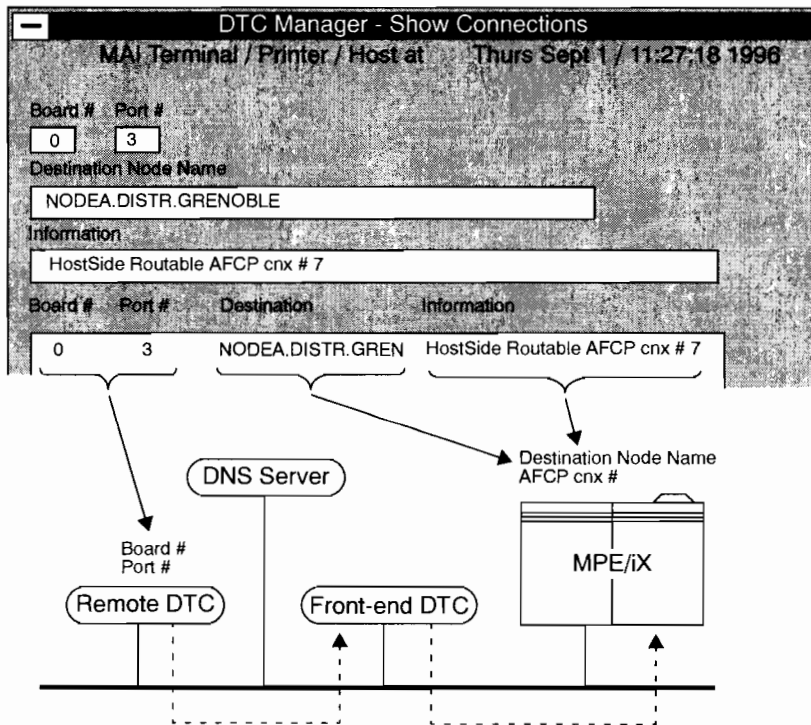 DTC Manager - Show Connections
MAI Terminal / Printer / Host at Thurs Sept 1 / 11:27:18 1996
Board # Port #
0 3
Destination Node Name
NODEA.DISTR.GRENOBLE
Information
HostSide Routable AFCP cnx # 7
Board # Port # Destination Information
0 3 NODEA.DISTR.GREN HostSide Routable AFCP cnx # 7
Destination Node Name
AFCP cnx #
DNS Server
MPE/iX
Board #
Port #
Remote DTC
Front-end DTC